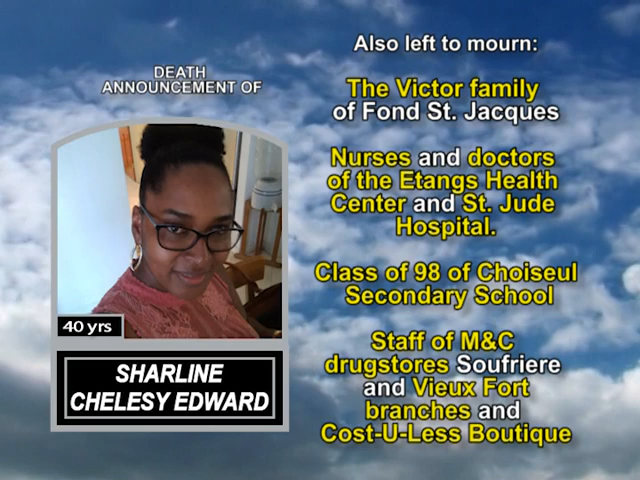 DEATH
ANNOUNCEMENT OF
40 yrs
SHARLINE
CHELESY EDWARD
Also left to mourn:
The Victor family
of Fond St. Jacques
Nurses and doctors
of the Etangs Health
Center and St. Jude
Hospital.
Class of 98 of Choiseul
Secondary School
Staff of M&C
drugstores Soufriere
and Vieux Fort
branches and
Cost-U-Less Boutique